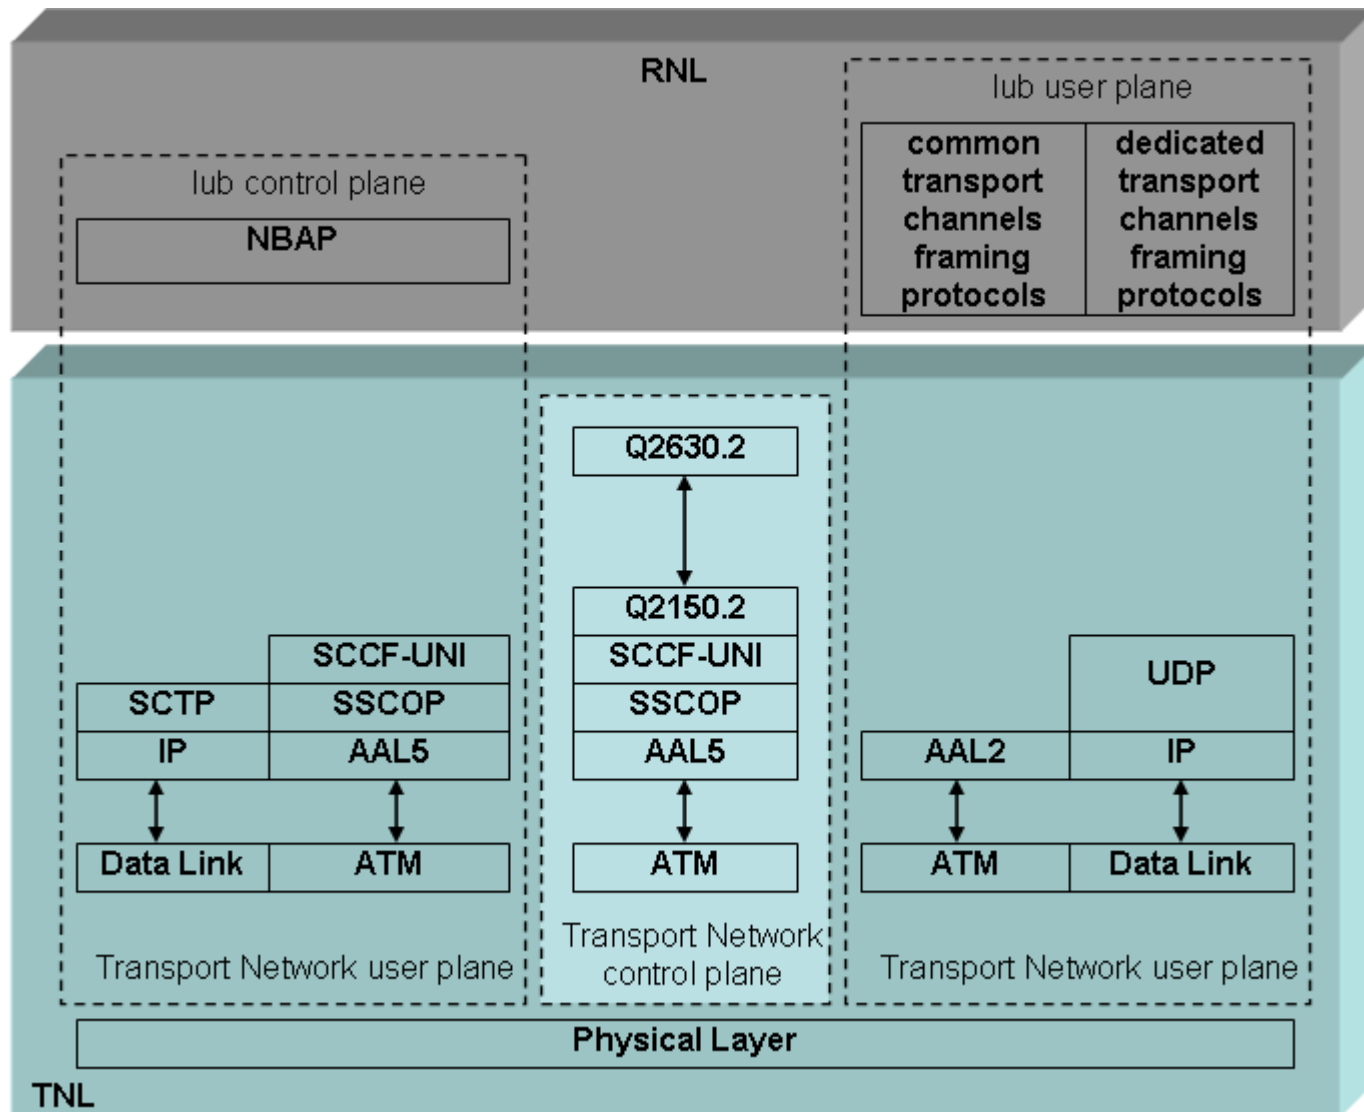 RNL
Iub control plane
NBAP
Iub user plane
common
transport
channels
framing
protocols
dedicated
transport
channels
framing
protocols
SCCF-UNI
SCTP
SSCOP
IP
AAL5
Data Link
ATM
Transport Network user plane
Q2630.2
Q2150.2
SCCF-UNI
SSCOP
AAL5
ATM
Transport Network
control plane
UDP
AAL2
IP
ATM
Data Link
Transport Network user plane
Physical Layer
TNL